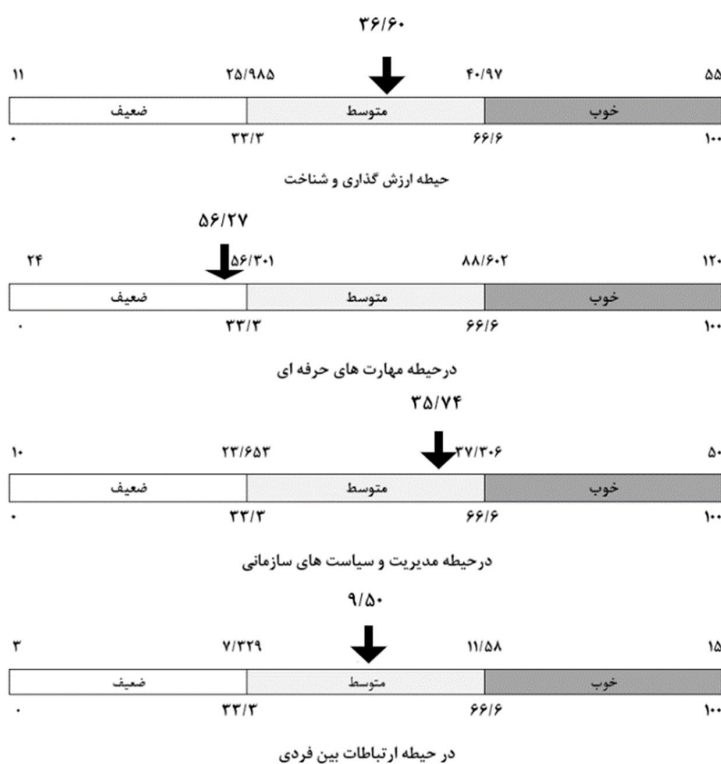 ۳۶/۶۰
۱۱ ۲۵/۹۸۵ ۴۰/۹۷ ۵۵
ضعیف متوسط خوب
۰ ۳۳/۳ ۶۶/۶ ۱۰۰
حیطه ارزش گذاری و شناخت
۵۶/۲۷
۲۴ ۵۶/۳۰۱ ۸۸/۶۰۲ ۱۲۰
ضعیف متوسط خوب
۰ ۳۳/۳ ۶۶/۶ ۱۰۰
درحیطه مهارت های حرفه ای
۳۵/۷۴
۱۰ ۲۳/۶۵۳ ۳۷/۳۰۶ ۵۰
ضعیف متوسط خوب
۰ ۳۳/۳ ۶۶/۶ ۱۰۰
درحیطه مدیریت و سیاست های سازمانی
۹/۵۰
۳ ۷/۳۲۹ ۱۱/۵۸ ۱۵
ضعیف متوسط خوب
۰ ۳۳/۳ ۶۶/۶ ۱۰۰
در حیطه ارتباطات بین فردی